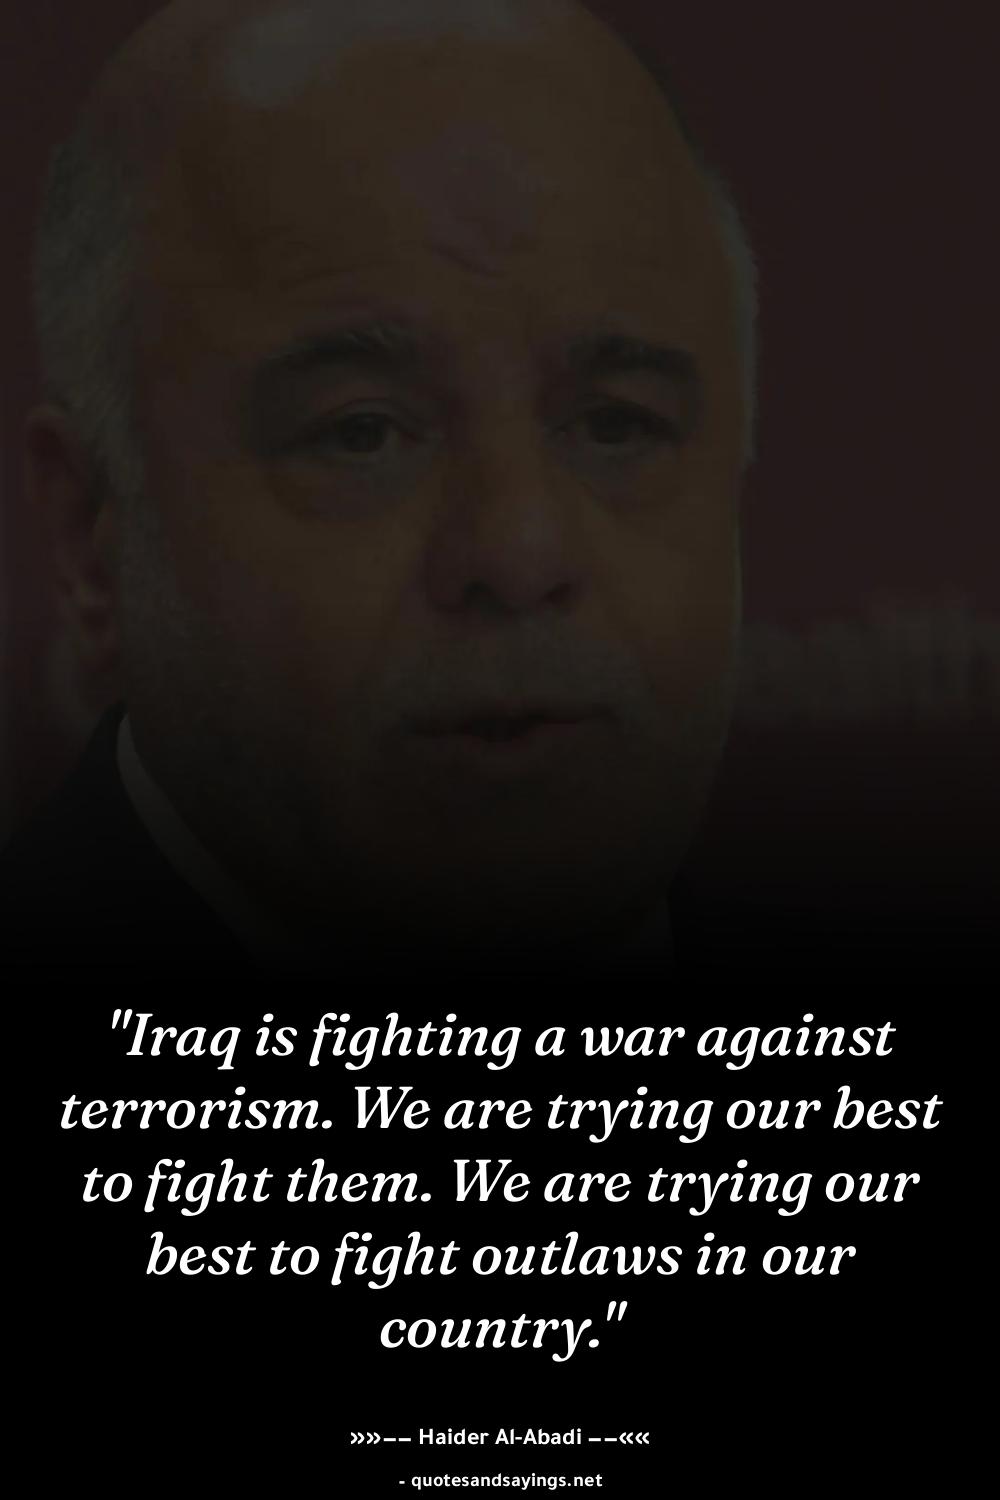 "Iraq is fighting a war against
terrorism. We are trying our best
to fight them. We are trying our
best to fight outlaws in our
country."
»»–– Haider Al-Abadi ––««
- quotesandsayings.net